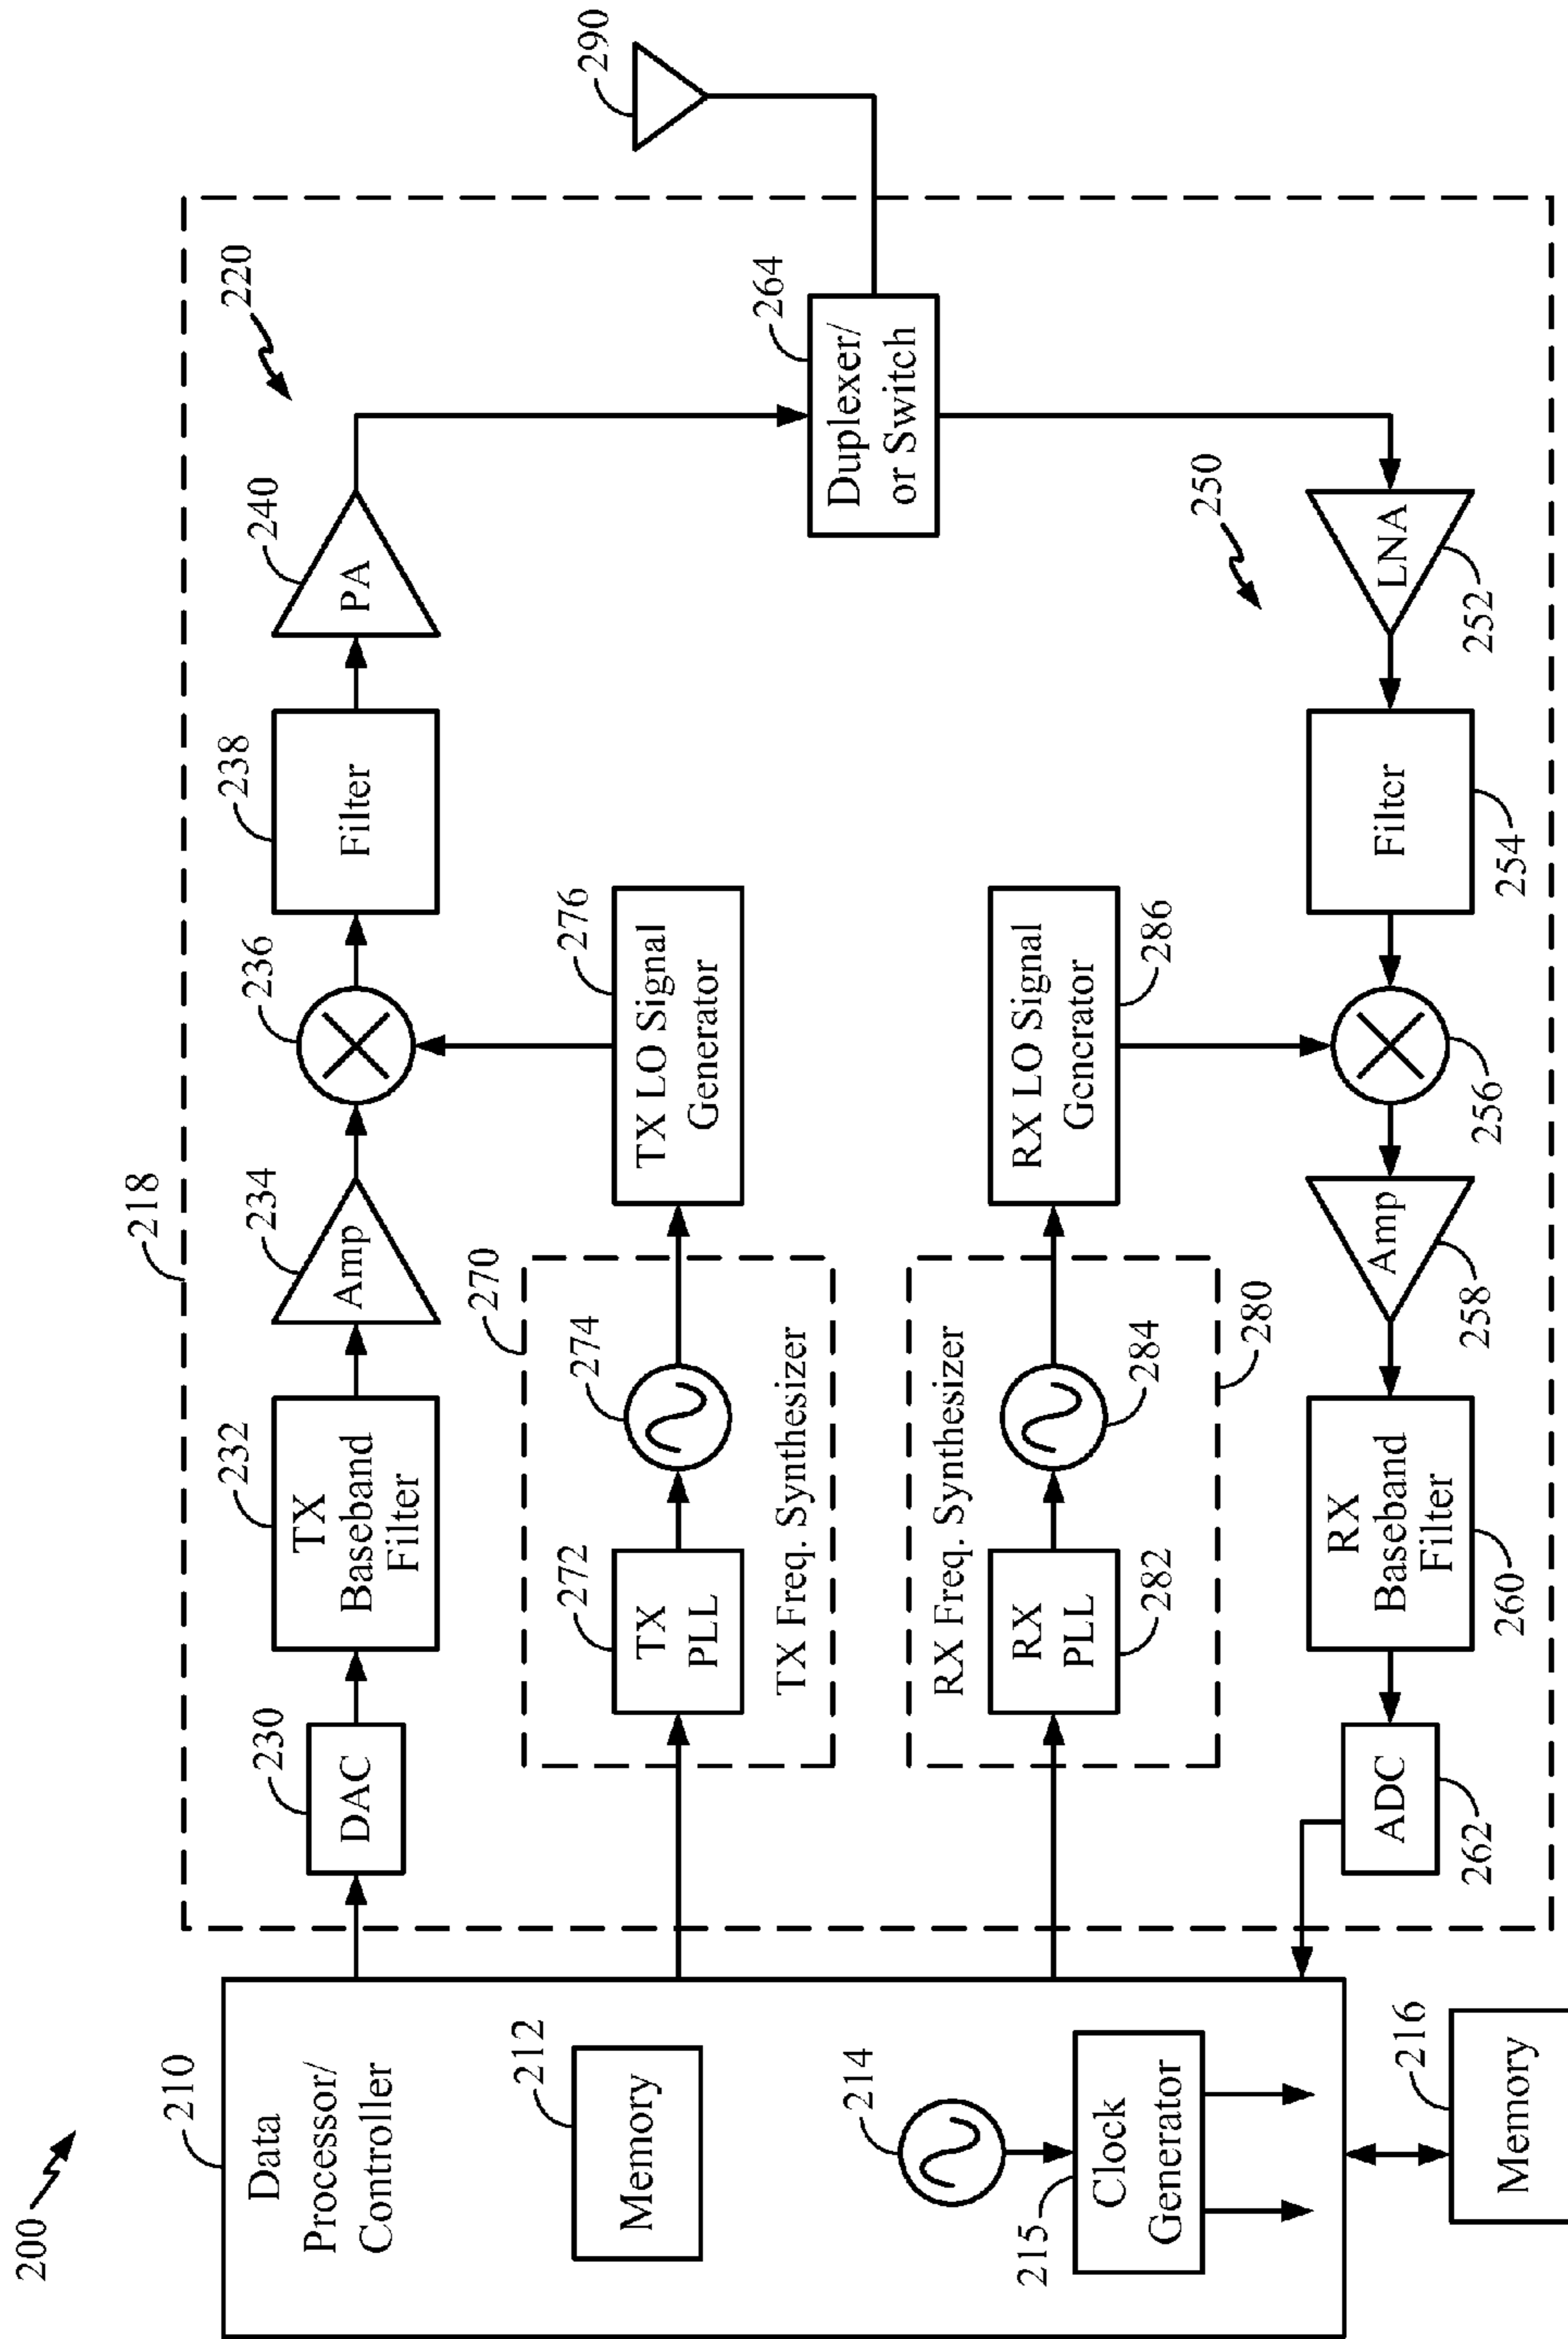 200
210
Data
Processor/
Controller
212
Memory
214
215
Clock
Generator
216
Memory
218
220
230
DAC
232
TX
Baseband
Filter
234
Amp
236
238
Filter
240
PA
270
272
TX
PLL
274
TX Freq. Synthesizer
276
TX LO Signal
Generator
264
Duplexer/
or Switch
290
RX Freq. Synthesizer
RX
PLL
282
284
280
RX LO Signal
Generator
286
250
ADC
262
RX
Baseband
Filter
260
Amp
258
256
Filter
254
LNA
252